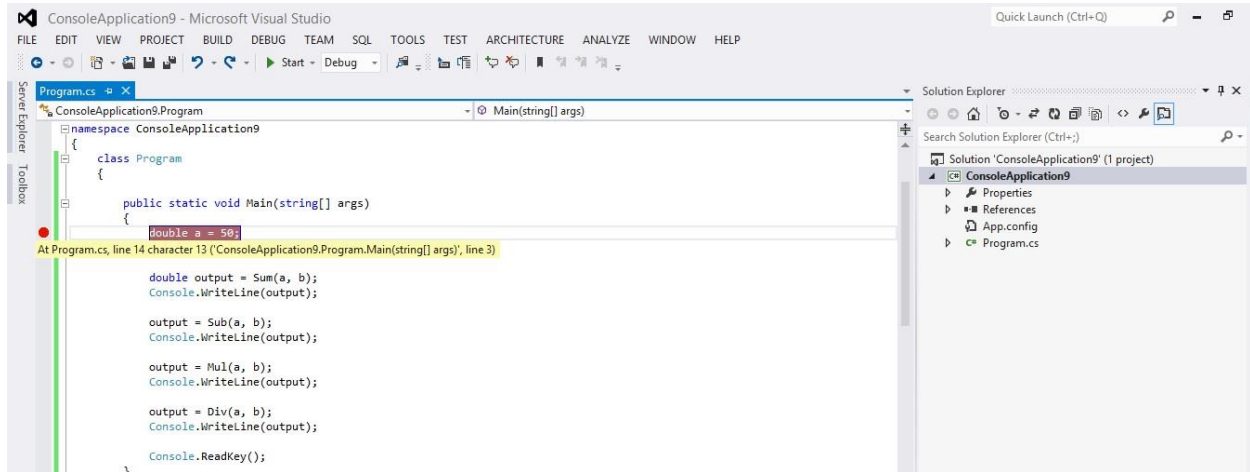 ConsoleApplication9 - Microsoft Visual Studio
Quick Launch (Ctrl+Q)
FILE EDIT VIEW PROJECT BUILD DEBUG TEAM SQL TOOLS TEST ARCHITECTURE ANALYZE WINDOW HELP
Start Debug
Server Explorer
Toolbox
Program.cs
ConsoleApplication9.Program
Main(string[] args)
namespace ConsoleApplication9
{
class Program
{
public static void Main(string[] args)
{
double a = 50;
At Program.cs, line 14 character 13 ('ConsoleApplication9.Program.Main(string[] args)', line 3)
double output = Sum(a, b);
Console.WriteLine(output);
output = Sub(a, b);
Console.WriteLine(output);
output = Mul(a, b);
Console.WriteLine(output);
output = Div(a, b);
Console.WriteLine(output);
Console.ReadKey();
}
Solution Explorer
Search Solution Explorer (Ctrl+;)
Solution 'ConsoleApplication9' (1 project)
C# ConsoleApplication9
Properties
References
App.config
C# Program.cs